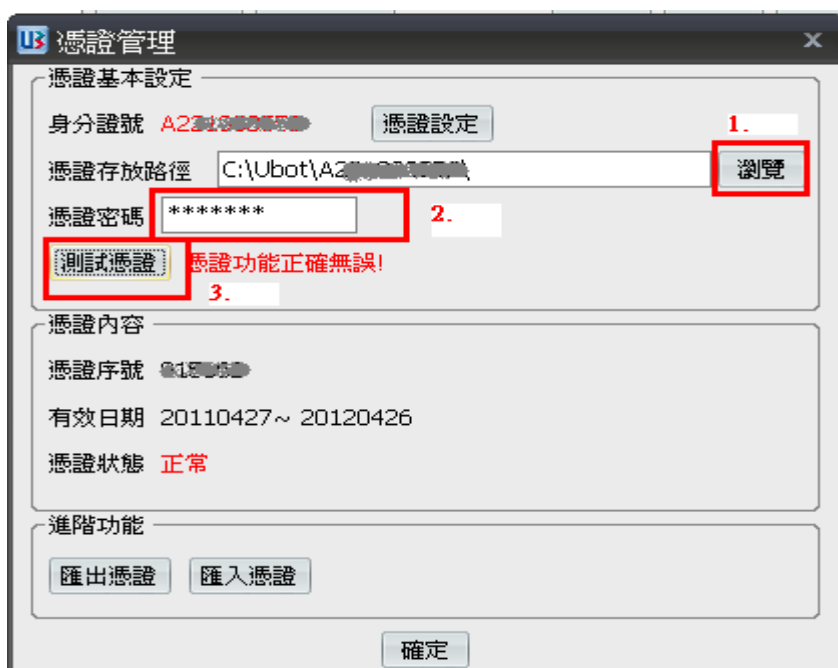 憑證管理 x
憑證基本設定
身分證號 憑證設定 1.
憑證存放路徑 C:\Ubot\A2 瀏覽
憑證密碼 ******* 2.
測試憑證 憑證功能正確無誤!
3.
憑證內容
憑證序號
有效日期 20110427~ 20120426
憑證狀態 正常
進階功能
匯出憑證 匯入憑證
確定